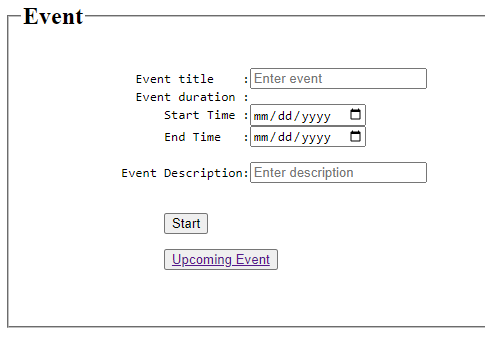 Event
Event title :Enter event
Event duration :
Start Time :mm/dd/yyyy
End Time :mm/dd/yyyy
Event Description:Enter description
Start
Upcoming Event